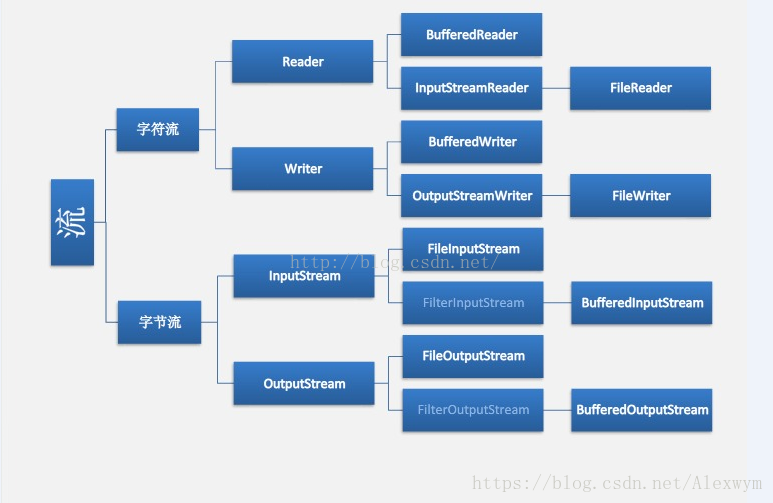 流
字符流
Reader
BufferedReader
InputStreamReader
FileReader
Writer
BufferedWriter
OutputStreamWriter
FileWriter
字节流
InputStream
FileInputStream
FilterInputStream
BufferedInputStream
OutputStream
FileOutputStream
FilterOutputStream
BufferedOutputStream
http://blog.csdn.net/
https://blog.csdn.net/Alexwym